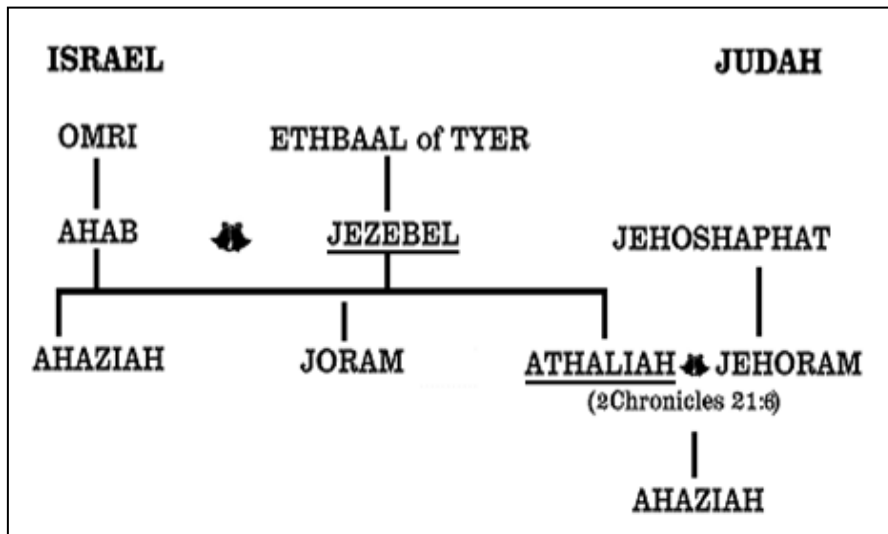 ISRAEL JUDAH
OMRI ETHBAAL of TYER
AHAB JEZEBEL JEHOSHAPHAT
AHAZIAH JORAM ATHALIAH JEHORAM
(2Chronicles 21:6)
AHAZIAH